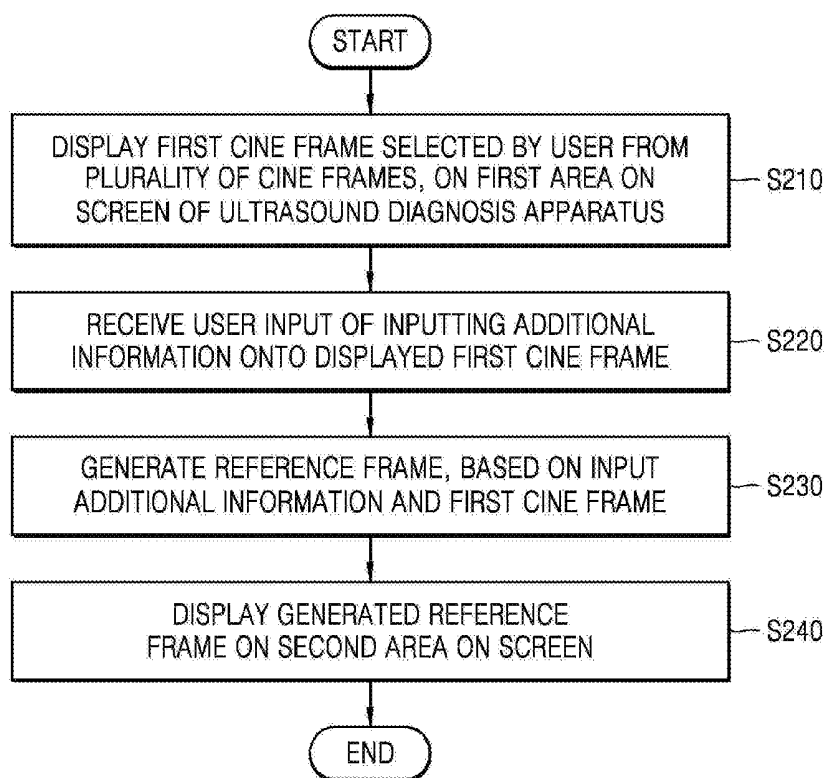 START
DISPLAY FIRST CINE FRAME SELECTED BY USER FROM
PLURALITY OF CINE FRAMES, ON FIRST AREA ON
SCREEN OF ULTRASOUND DIAGNOSIS APPARATUS
S210
RECEIVE USER INPUT OF INPUTTING ADDITIONAL
INFORMATION ONTO DISPLAYED FIRST CINE FRAME
S220
GENERATE REFERENCE FRAME, BASED ON INPUT
ADDITIONAL INFORMATION AND FIRST CINE FRAME
S230
DISPLAY GENERATED REFERENCE
FRAME ON SECOND AREA ON SCREEN
S240
END